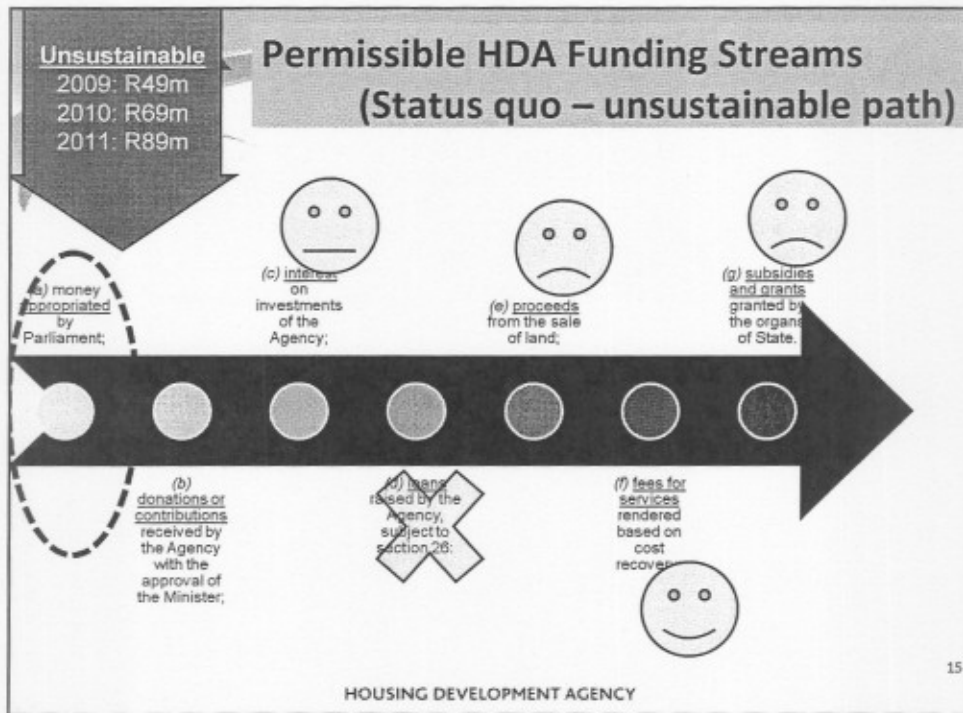 Unsustainable
2009: R49m
2010: R69m
2011: R89m
Permissible HDA Funding Streams
(Status quo – unsustainable path)
(a) money
appropriated
by
Parliament;
(c) interest
on
investments
of the
Agency;
(e) proceeds
from the sale
of land;
(g) subsidies
and grants
granted by
the organs
of State.
(b)
donations or
contributions
received by
the Agency
with the
approval of
the Minister;
(d) loans
raised by the
Agency,
subject to
section 26;
(f) fees for
services
rendered
based on
cost
15
HOUSING DEVELOPMENT AGENCY